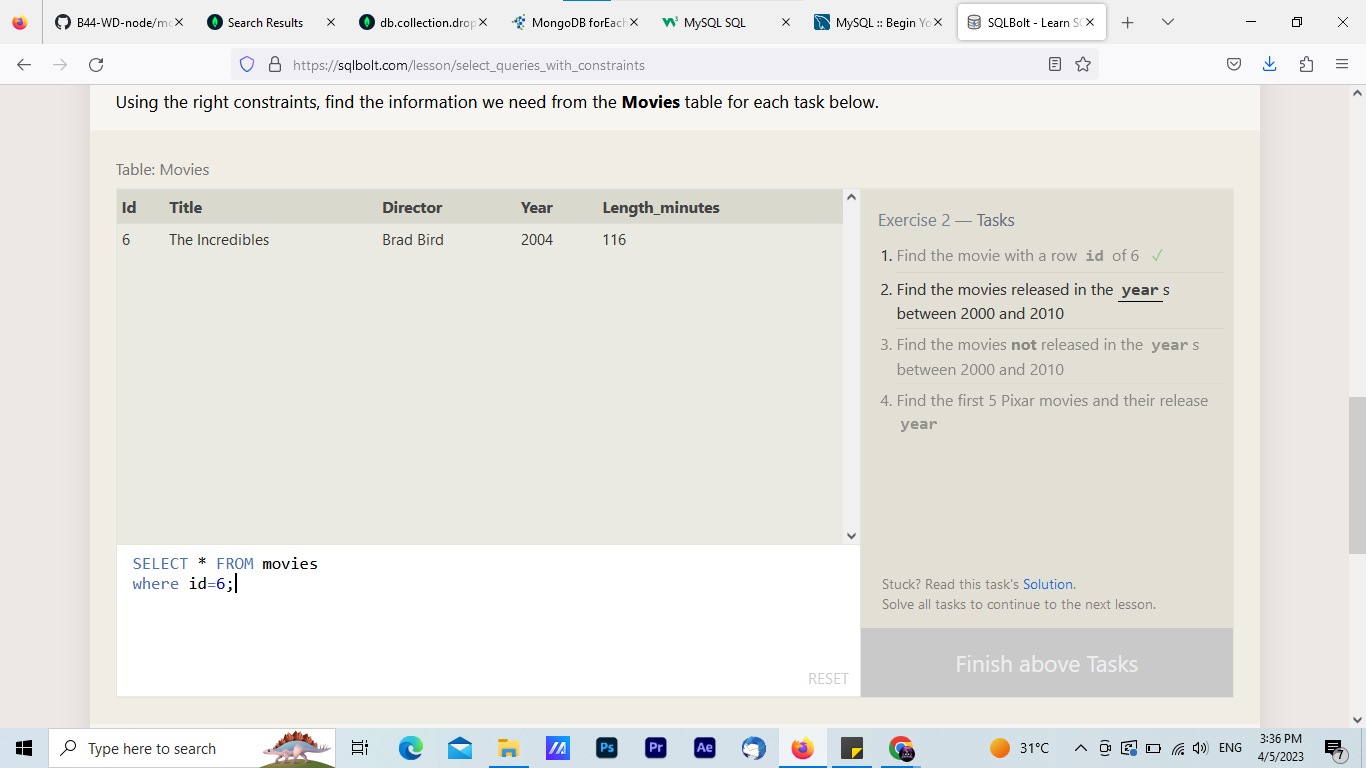 B44-WD-node/mc
Search Results
db.collection.drop
MongoDB forEach
MySQL SQL
MySQL :: Begin Yo
SQLBolt - Learn SQ
https://sqlbolt.com/lesson/select_queries_with_constraints
Using the right constraints, find the information we need from the Movies table for each task below.
Table: Movies
Id Title Director Year Length_minutes
6 The Incredibles Brad Bird 2004 116
Exercise 2 — Tasks
1. Find the movie with a row id of 6 ✓
2. Find the movies released in the year s
between 2000 and 2010
3. Find the movies not released in the year s
between 2000 and 2010
4. Find the first 5 Pixar movies and their release
year
SELECT * FROM movies
where id=6;
RESET
Stuck? Read this task's Solution.
Solve all tasks to continue to the next lesson.
Finish above Tasks
Type here to search
Ps
Pr
Ae
31°C
ENG
3:36 PM
4/5/2023
7